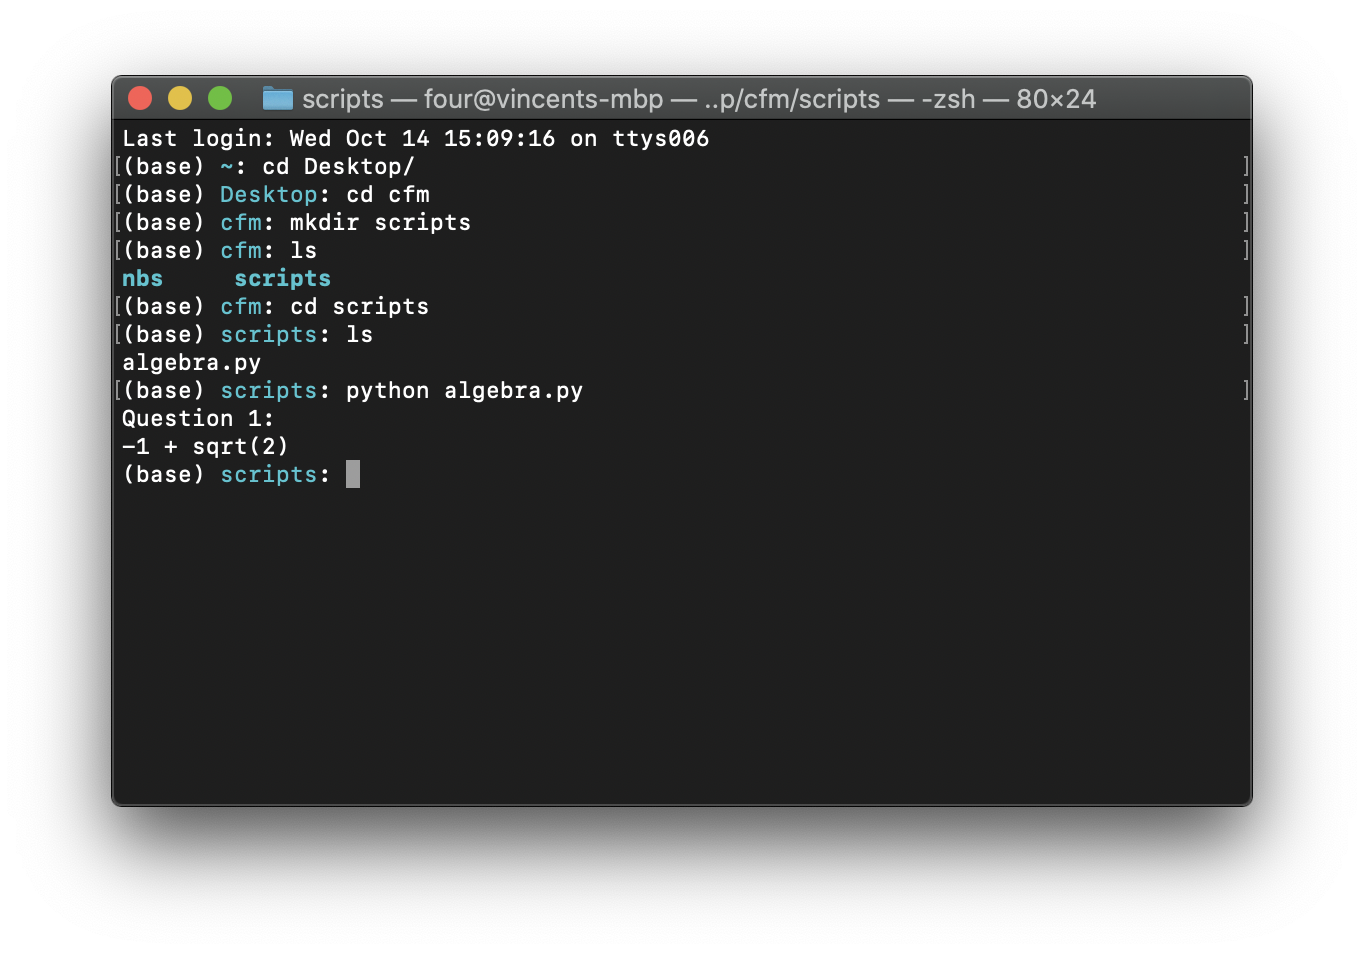 scripts — four@vincents-mbp — ..p/cfm/scripts — -zsh — 80×24
Last login: Wed Oct 14 15:09:16 on ttys006
[(base) ~: cd Desktop/ ]
[(base) Desktop: cd cfm ]
[(base) cfm: mkdir scripts ]
[(base) cfm: ls ]
nbs     scripts
[(base) cfm: cd scripts ]
[(base) scripts: ls ]
algebra.py
[(base) scripts: python algebra.py ]
Question 1:
-1 + sqrt(2)
(base) scripts: